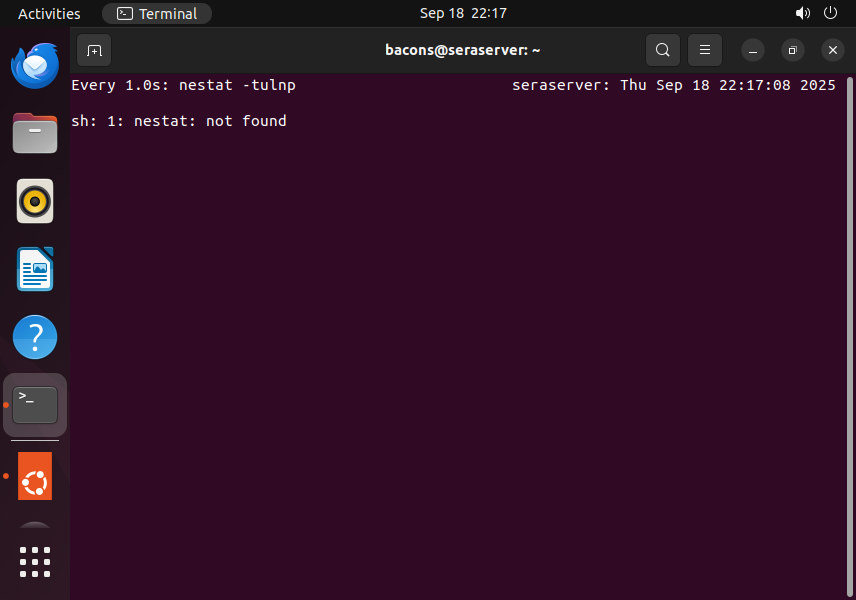 Activities Terminal Sep 18 22:17
bacons@seraserver: ~
Every 1.0s: nestat -tulnp seraserver: Thu Sep 18 22:17:08 2025
sh: 1: nestat: not found